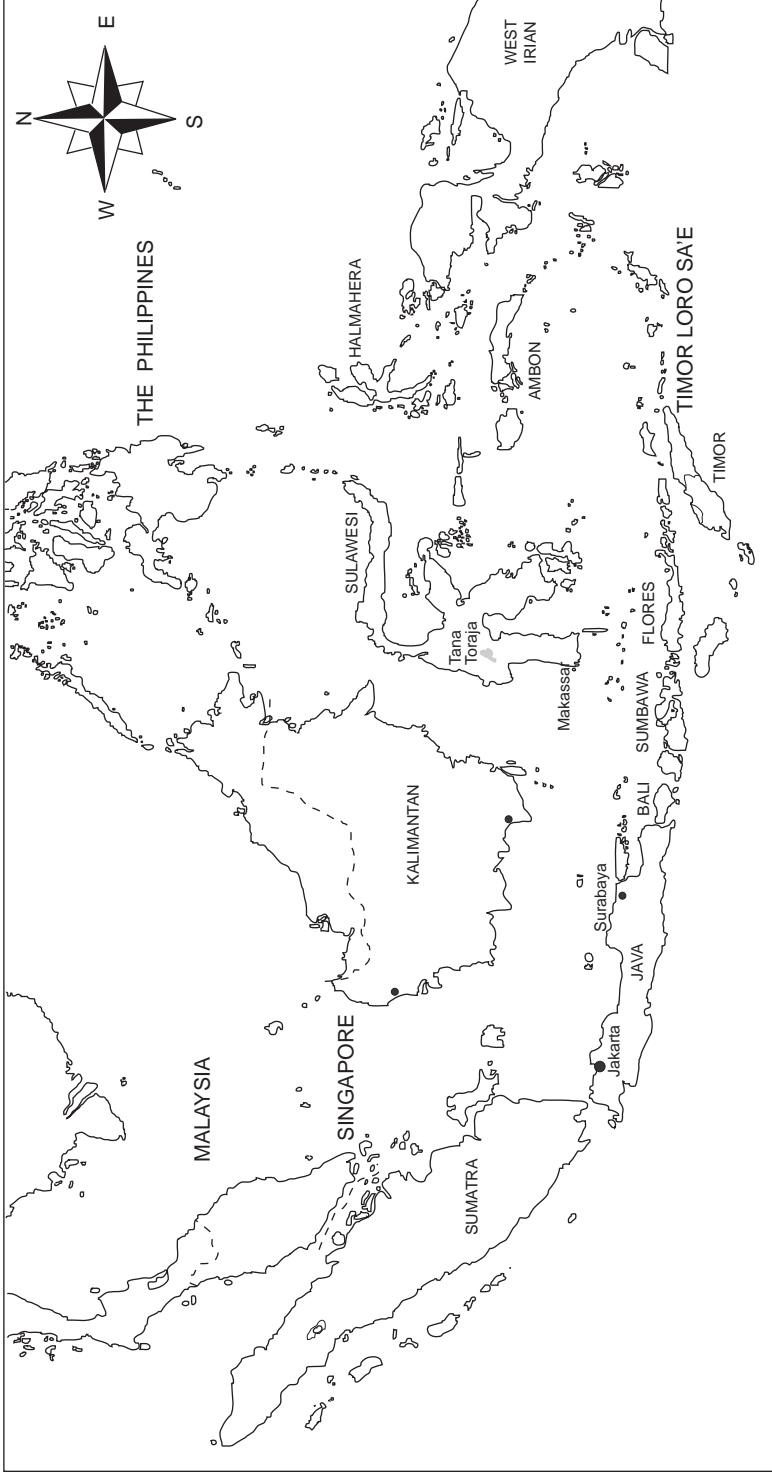 N
E
W
S
THE PHILIPPINES
MALAYSIA
SINGAPORE
HALMAHERA
WEST
IRIAN
SULAWESI
KALIMANTAN
SUMATRA
Tana
Toraja
AMBON
Makassar
Surabaya
Jakarta
JAVA
BALI
SUMBAWA
FLORES
TIMOR LORO SA'E
TIMOR